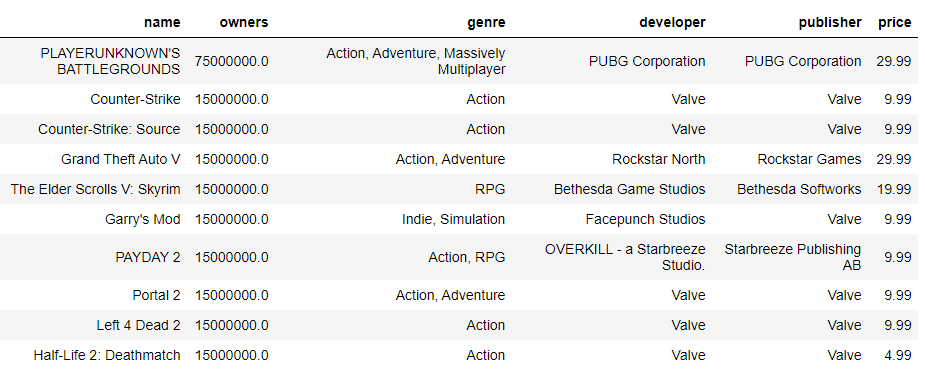 name owners genre developer publisher price
PLAYERUNKNOWN'S BATTLEGROUNDS 75000000.0 Action, Adventure, Massively Multiplayer PUBG Corporation PUBG Corporation 29.99
Counter-Strike 15000000.0 Action Valve Valve 9.99
Counter-Strike: Source 15000000.0 Action Valve Valve 9.99
Grand Theft Auto V 15000000.0 Action, Adventure Rockstar North Rockstar Games 29.99
The Elder Scrolls V: Skyrim 15000000.0 RPG Bethesda Game Studios Bethesda Softworks 19.99
Garry's Mod 15000000.0 Indie, Simulation Facepunch Studios Valve 9.99
PAYDAY 2 15000000.0 Action, RPG OVERKILL - a Starbreeze Studio. Starbreeze Publishing AB 9.99
Portal 2 15000000.0 Action, Adventure Valve Valve 9.99
Left 4 Dead 2 15000000.0 Action Valve Valve 9.99
Half-Life 2: Deathmatch 15000000.0 Action Valve Valve 4.99